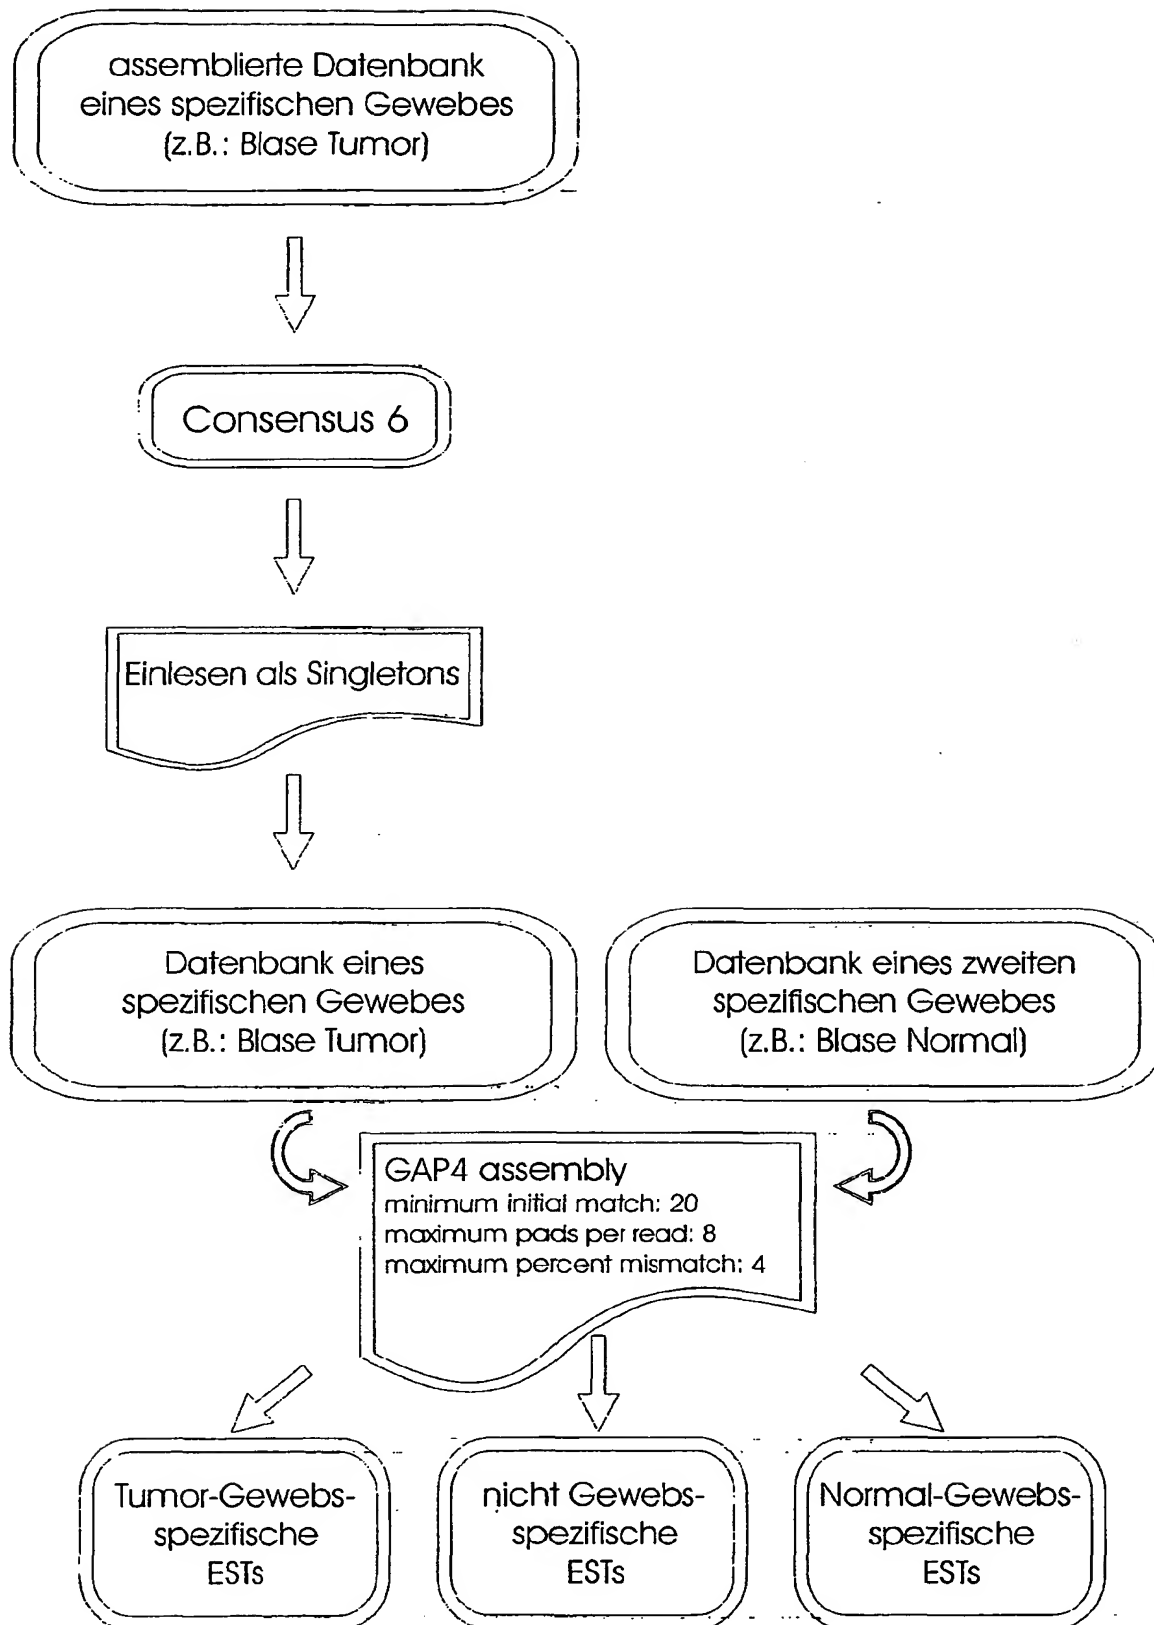 assemblierte Datenbank
eines spezifischen Gewebes
(z.B.: Blase Tumor)
Consensus 6
Einlesen als Singletons
Datenbank eines
spezifischen Gewebes
(z.B.: Blase Tumor)
Datenbank eines zweiten
spezifischen Gewebes
(z.B.: Blase Normal)
GAP4 assembly
minimum initial match: 20
maximum pads per read: 8
maximum percent mismatch: 4
Tumor-Gewebs-
spezifische
ESTs
nicht Gewebs-
spezifische
ESTs
Normal-Gewebs-
spezifische
ESTs